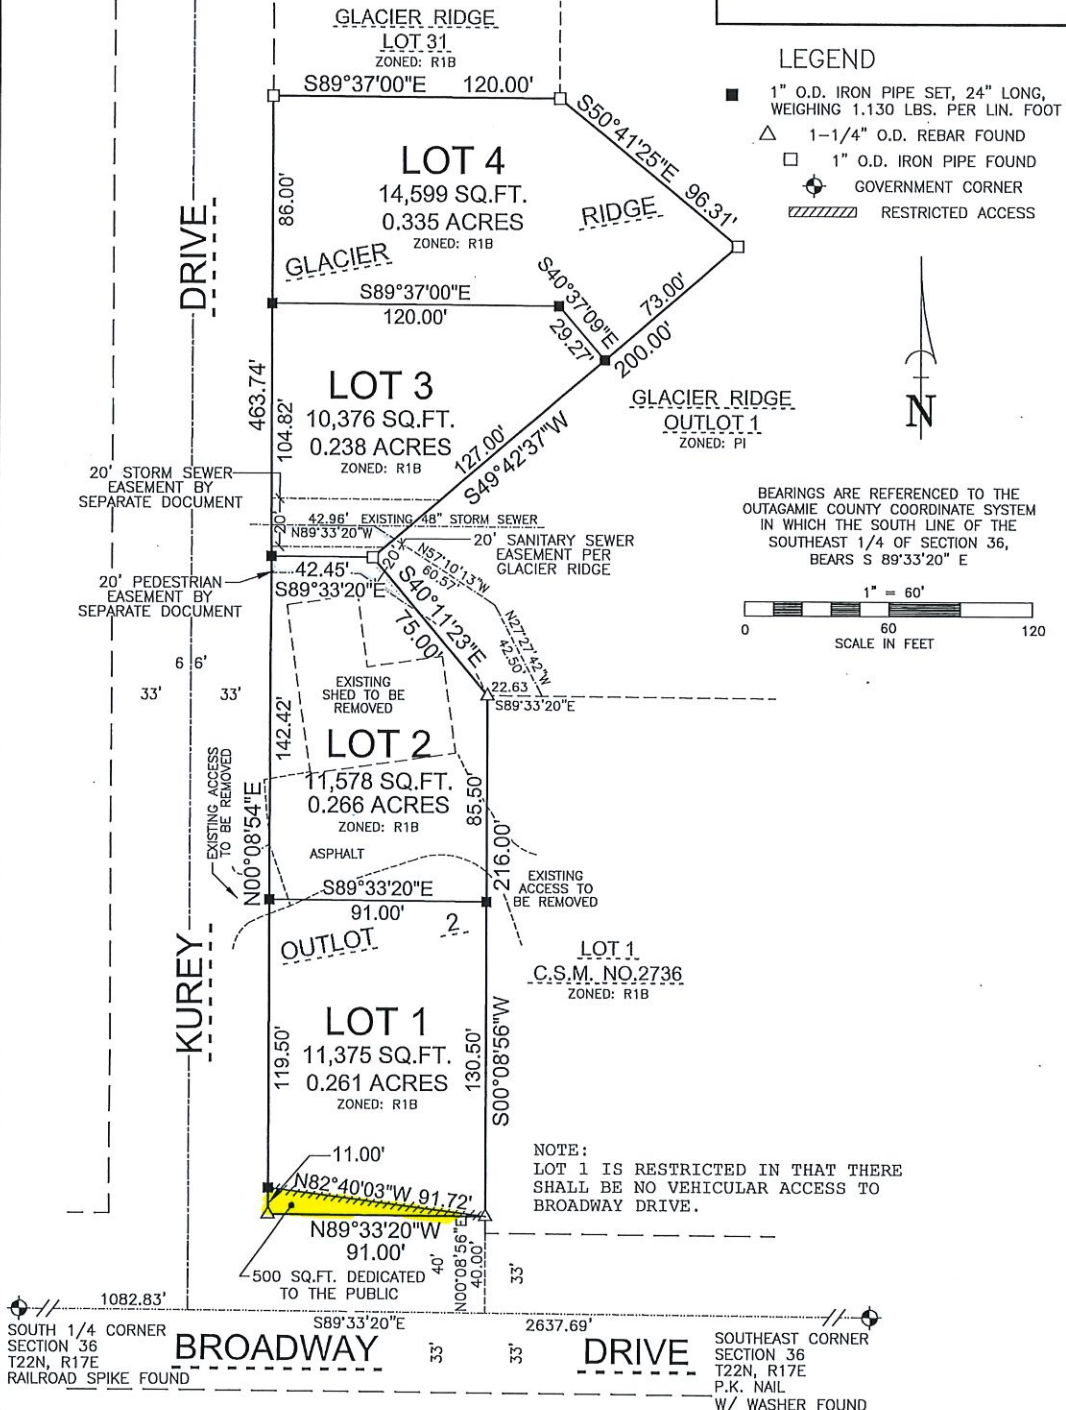 GLACIER RIDGE
LOT 31
ZONED: R1B
S89°37'00"E 120.00'
LEGEND
1" O.D. IRON PIPE SET, 24" LONG,
WEIGHING 1.130 LBS. PER LIN. FOOT
1-1/4" O.D. REBAR FOUND
1" O.D. IRON PIPE FOUND
GOVERNMENT CORNER
RESTRICTED ACCESS
S50°41'25"E 96.31'
LOT 4
14,599 SQ.FT.
0.335 ACRES
ZONED: R1B
86.00'
DRIVE
GLACIER
RIDGE
S89°37'00"E
120.00'
S40°37'09"E
29.27'
73.00'
200.00'
N
LOT 3
10,376 SQ.FT.
0.238 ACRES
ZONED: R1B
463.74'
104.82'
127.00'
S49°42'37"W
GLACIER RIDGE
OUTLOT 1
ZONED: PI
20' STORM SEWER
EASEMENT BY
SEPARATE DOCUMENT
20'
42.96' EXISTING 48" STORM SEWER
N89°33'20"W
20' SANITARY SEWER
EASEMENT PER
GLACIER RIDGE
20'
N57°10'13"W
60.57'
BEARINGS ARE REFERENCED TO THE
OUTAGAMIE COUNTY COORDINATE SYSTEM
IN WHICH THE SOUTH LINE OF THE
SOUTHEAST 1/4 OF SECTION 36,
BEARS S 89°33'20" E
1" = 60'
0 60 120
SCALE IN FEET
20' PEDESTRIAN
EASEMENT BY
SEPARATE DOCUMENT
42.45'
S89°33'20"E
S40°11'23"E
75.00'
N27°27'42"W
42.50'
22.63
S89°33'20"E
66'
33' 33'
EXISTING
SHED TO BE
REMOVED
142.42'
LOT 2
11,578 SQ.FT.
0.266 ACRES
ZONED: R1B
85.50'
216.00'
EXISTING ACCESS
TO BE REMOVED
N00°08'54"E
ASPHALT
EXISTING
ACCESS TO
BE REMOVED
S89°33'20"E
91.00'
OUTLOT 2
LOT 1
C.S.M. NO.2736
ZONED: R1B
KUREY
LOT 1
11,375 SQ.FT.
0.261 ACRES
ZONED: R1B
119.50'
130.50'
S00°08'56"W
NOTE:
LOT 1 IS RESTRICTED IN THAT THERE
SHALL BE NO VEHICULAR ACCESS TO
BROADWAY DRIVE.
11.00'
N82°40'03"W 91.72'
N89°33'20"W
91.00'
500 SQ.FT. DEDICATED
TO THE PUBLIC
40'
N00°08'56"E
40.00'
33'
1082.83'
S89°33'20"E
2637.69'
SOUTH 1/4 CORNER
SECTION 36
T22N, R17E
RAILROAD SPIKE FOUND
BROADWAY DRIVE
33'
33'
SOUTHEAST CORNER
SECTION 36
T22N, R17E
P.K. NAIL
W/ WASHER FOUND